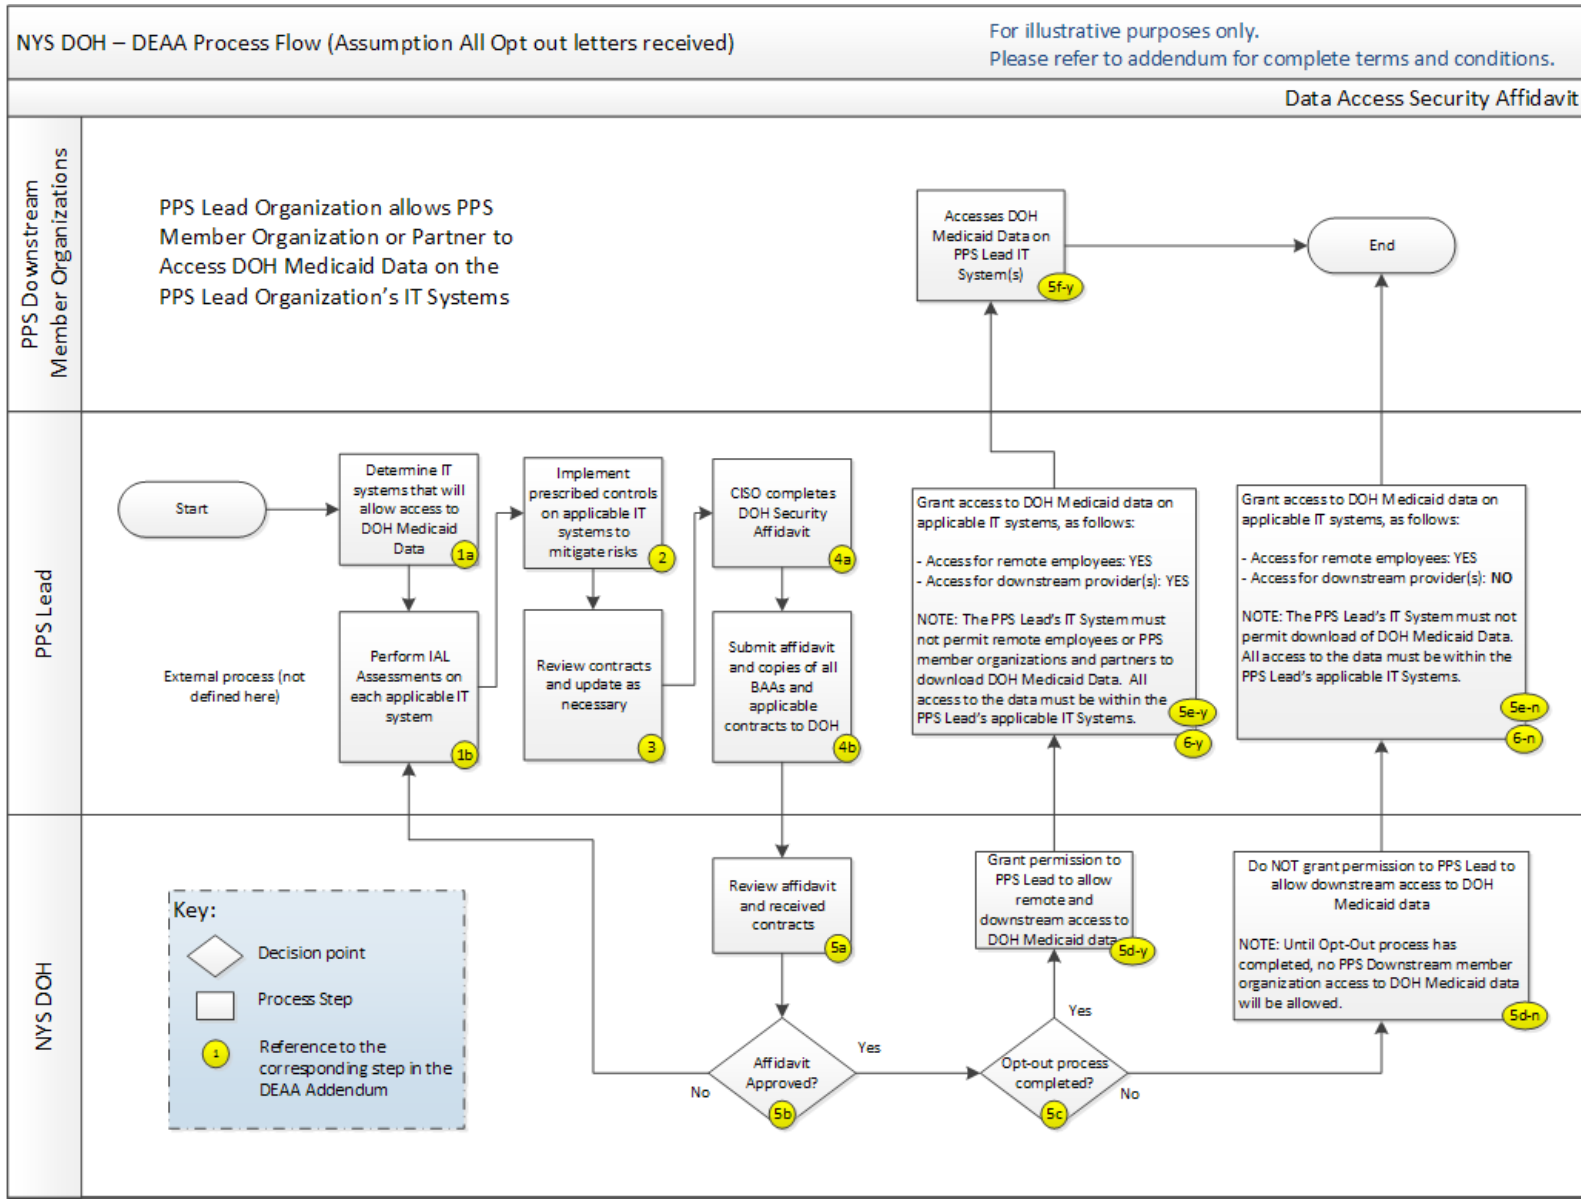 NYS DOH – DEAA Process Flow (Assumption All Opt out letters received)
For illustrative purposes only.
Please refer to addendum for complete terms and conditions.
Data Access Security Affidavit
PPS Downstream
Member Organizations
PPS Lead Organization allows PPS
Member Organization or Partner to
Access DOH Medicaid Data on the
PPS Lead Organization's IT Systems
Accesses DOH
Medicaid Data on
PPS Lead IT
System(s)
5f-y
End
PPS Lead
Start
Determine IT
systems that will
allow access to
DOH Medicaid
Data
1a
Implement
prescribed controls
on applicable IT
systems to
mitigate risks
2
CISO completes
DOH Security
Affidavit
4a
External process (not
defined here)
Perform IAL
Assessments on
each applicable IT
system
1b
Review contracts
and update as
necessary
3
Submit affidavit
and copies of all
BAAs and
applicable
contracts to DOH
4b
Grant access to DOH Medicaid data on
applicable IT systems, as follows:
- Access for remote employees: YES
- Access for downstream provider(s): YES
NOTE: The PPS Lead's IT System must
not permit remote employees or PPS
member organizations and partners to
download DOH Medicaid Data.  All
access to the data must be within the
PPS Lead's applicable IT Systems.
5e-y
6-y
Grant access to DOH Medicaid data on
applicable IT systems, as follows:
- Access for remote employees: YES
- Access for downstream provider(s): NO
NOTE: The PPS Lead's IT System must not
permit download of DOH Medicaid Data.
All access to the data must be within the
PPS Lead's applicable IT Systems.
5e-n
6-n
NYS DOH
Key:
Decision point
Process Step
1
Reference to the
corresponding step in the
DEAA Addendum
Review affidavit
and received
contracts
5a
Affidavit
Approved?
5b
No
Yes
Opt-out process
completed?
5c
Yes
No
Grant permission to
PPS Lead to allow
remote and
downstream access to
DOH Medicaid data
5d-y
Do NOT grant permission to PPS Lead to
allow downstream access to DOH
Medicaid data
NOTE: Until Opt-Out process has
completed, no PPS Downstream member
organization access to DOH Medicaid data
will be allowed.
5d-n